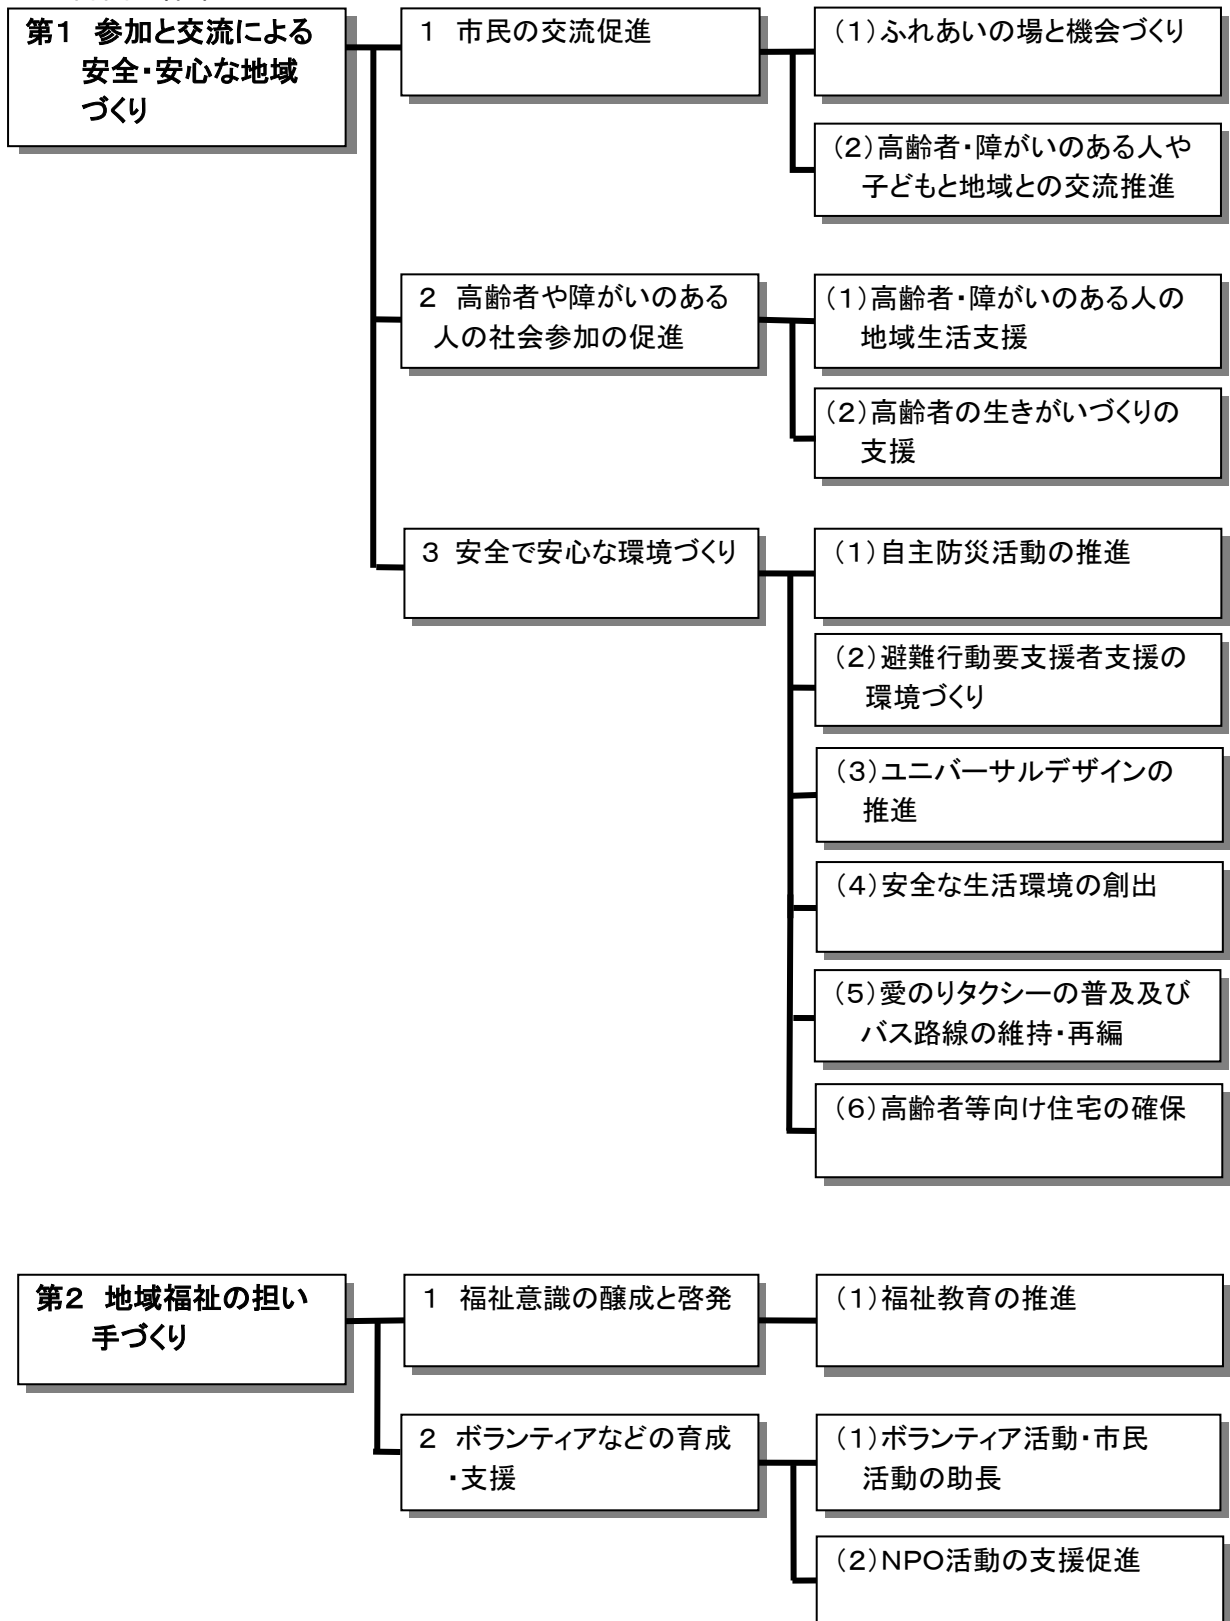 第1 参加と交流による
安全・安心な地域
づくり
1 市民の交流促進
(1)ふれあいの場と機会づくり
(2)高齢者・障がいのある人や
子どもと地域との交流推進
2 高齢者や障がいのある
人の社会参加の促進
(1)高齢者・障がいのある人の
地域生活支援
(2)高齢者の生きがいづくりの
支援
3 安全で安心な環境づくり
(1)自主防災活動の推進
(2)避難行動要支援者支援の
環境づくり
(3)ユニバーサルデザインの
推進
(4)安全な生活環境の創出
(5)愛のりタクシーの普及及び
バス路線の維持・再編
(6)高齢者等向け住宅の確保
第2 地域福祉の担い
手づくり
1 福祉意識の醸成と啓発
(1)福祉教育の推進
2 ボランティアなどの育成
・支援
(1)ボランティア活動・市民
活動の助長
(2)NPO活動の支援促進